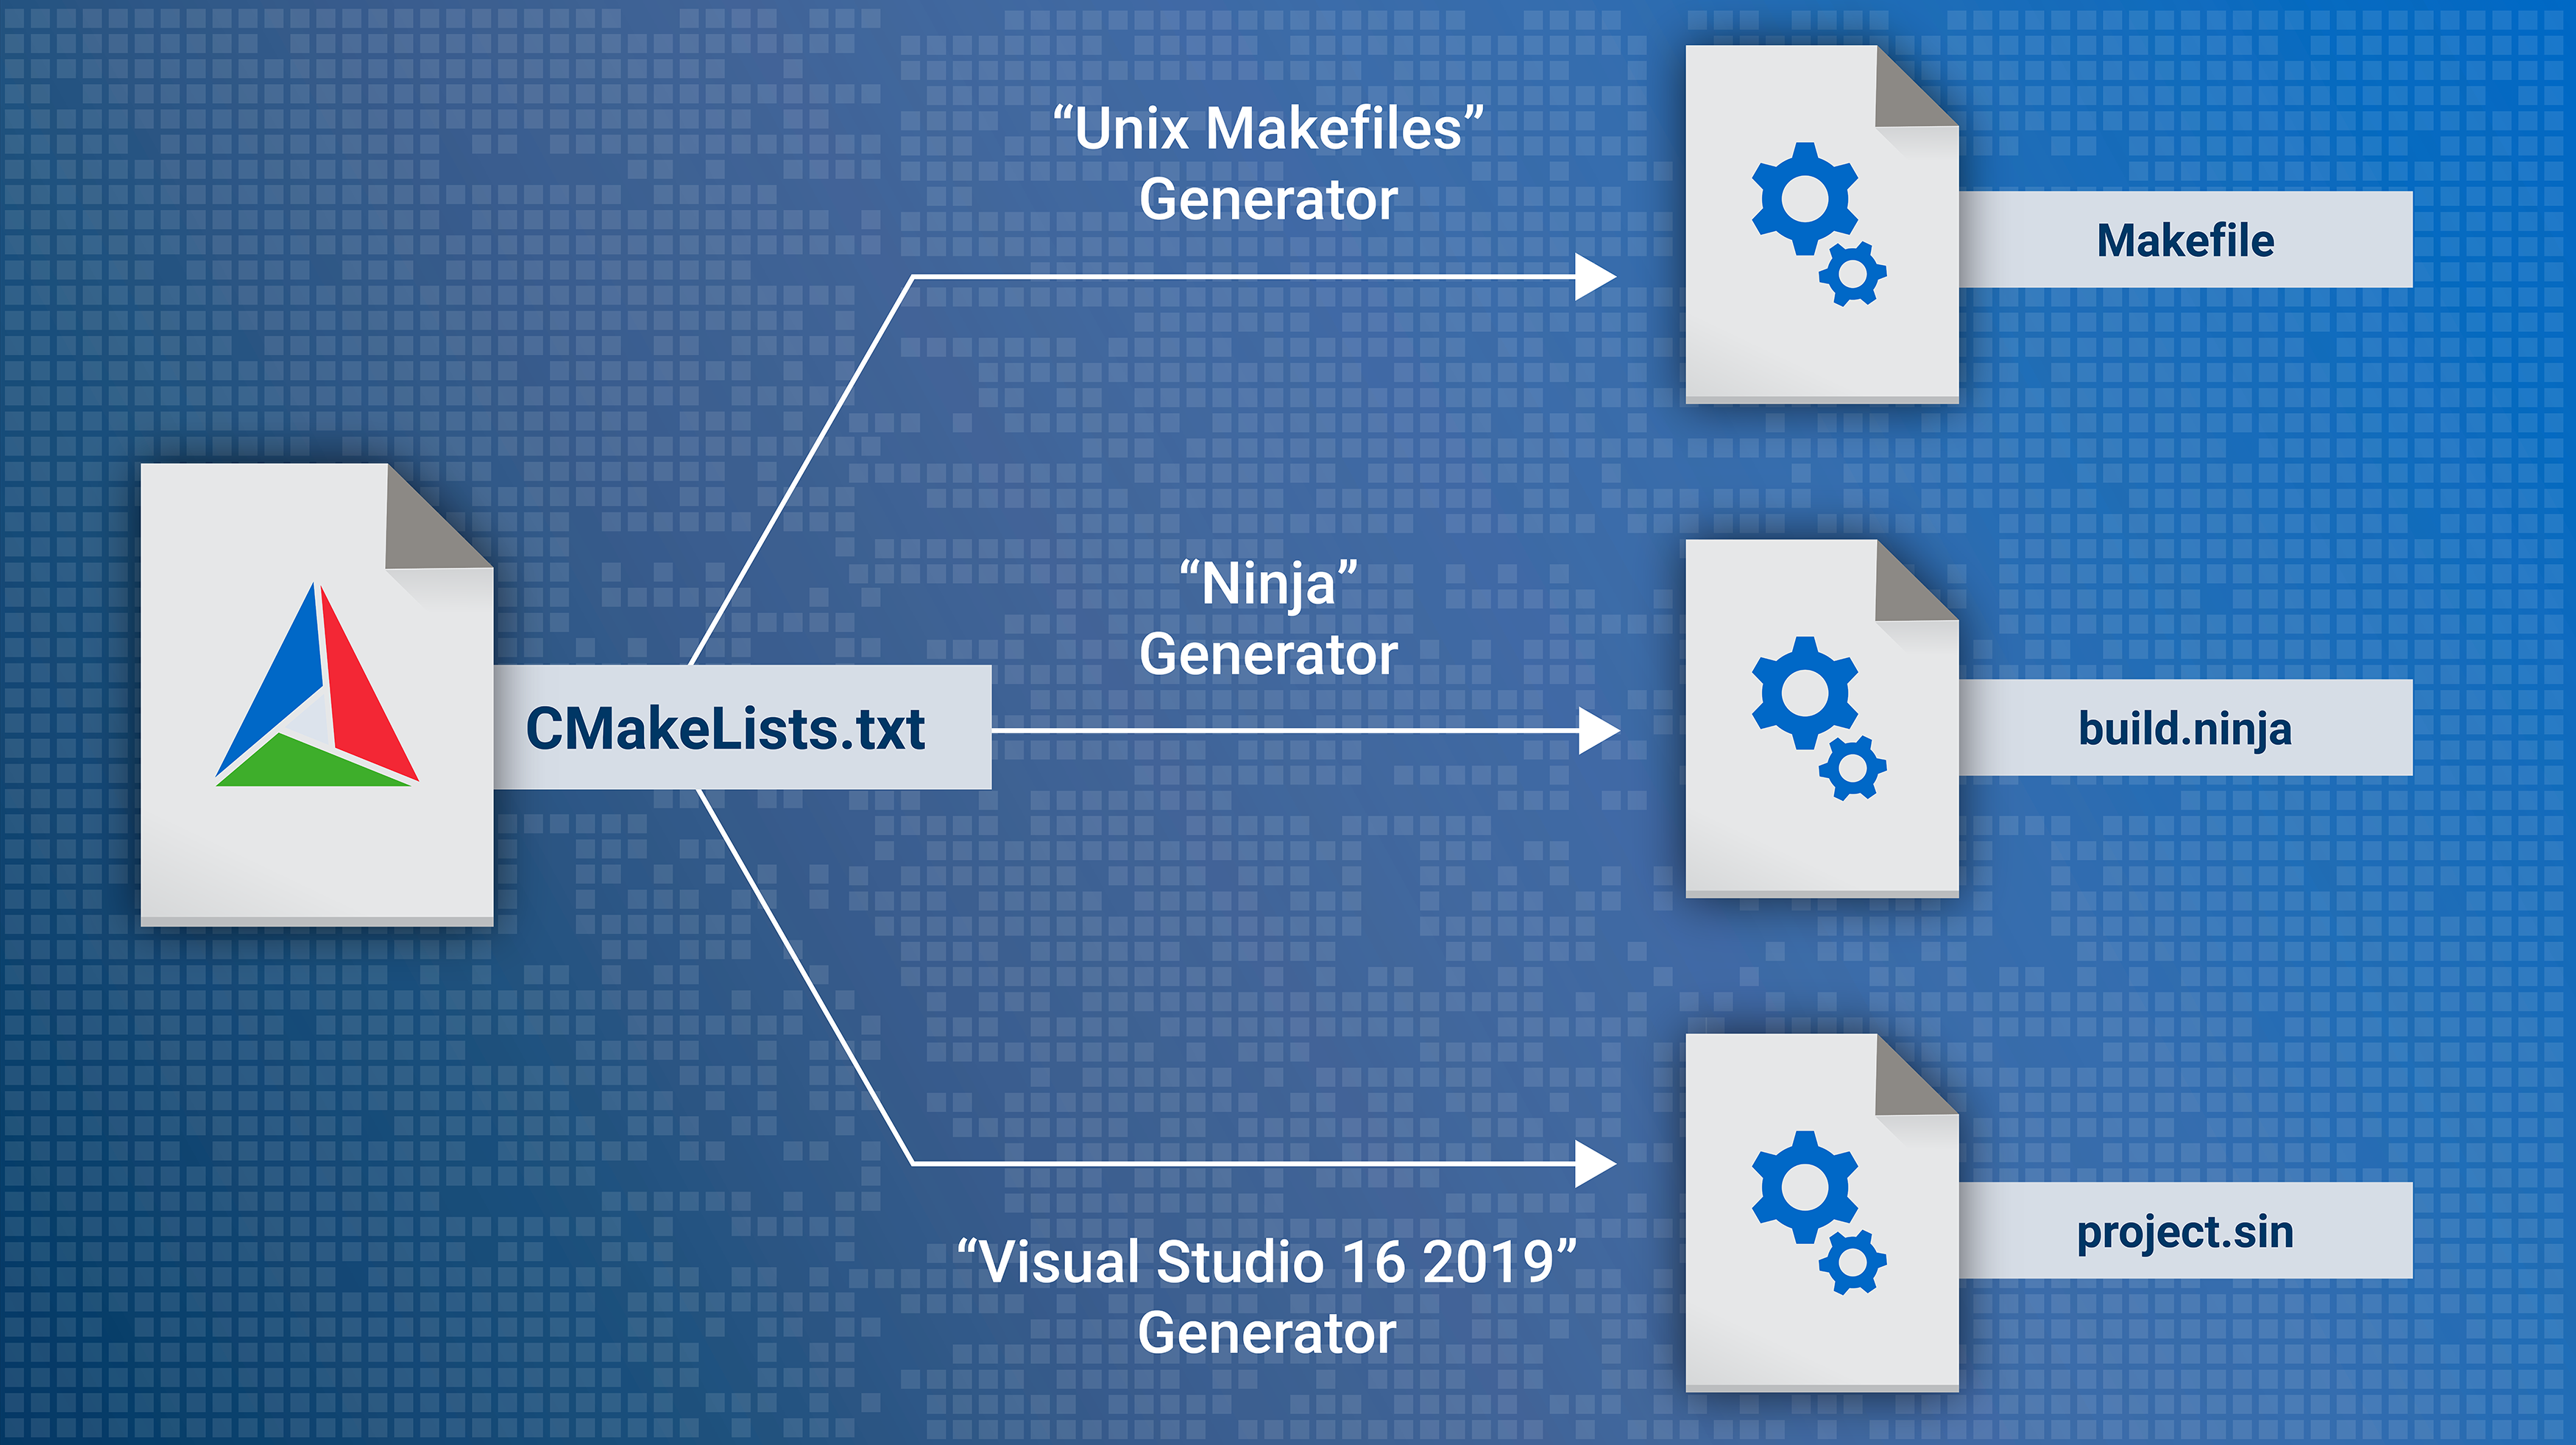 “Unix Makefiles”
Generator
Makefile
“Ninja”
Generator
CMakeLists.txt
build.ninja
project.sin
“Visual Studio 16 2019”
Generator